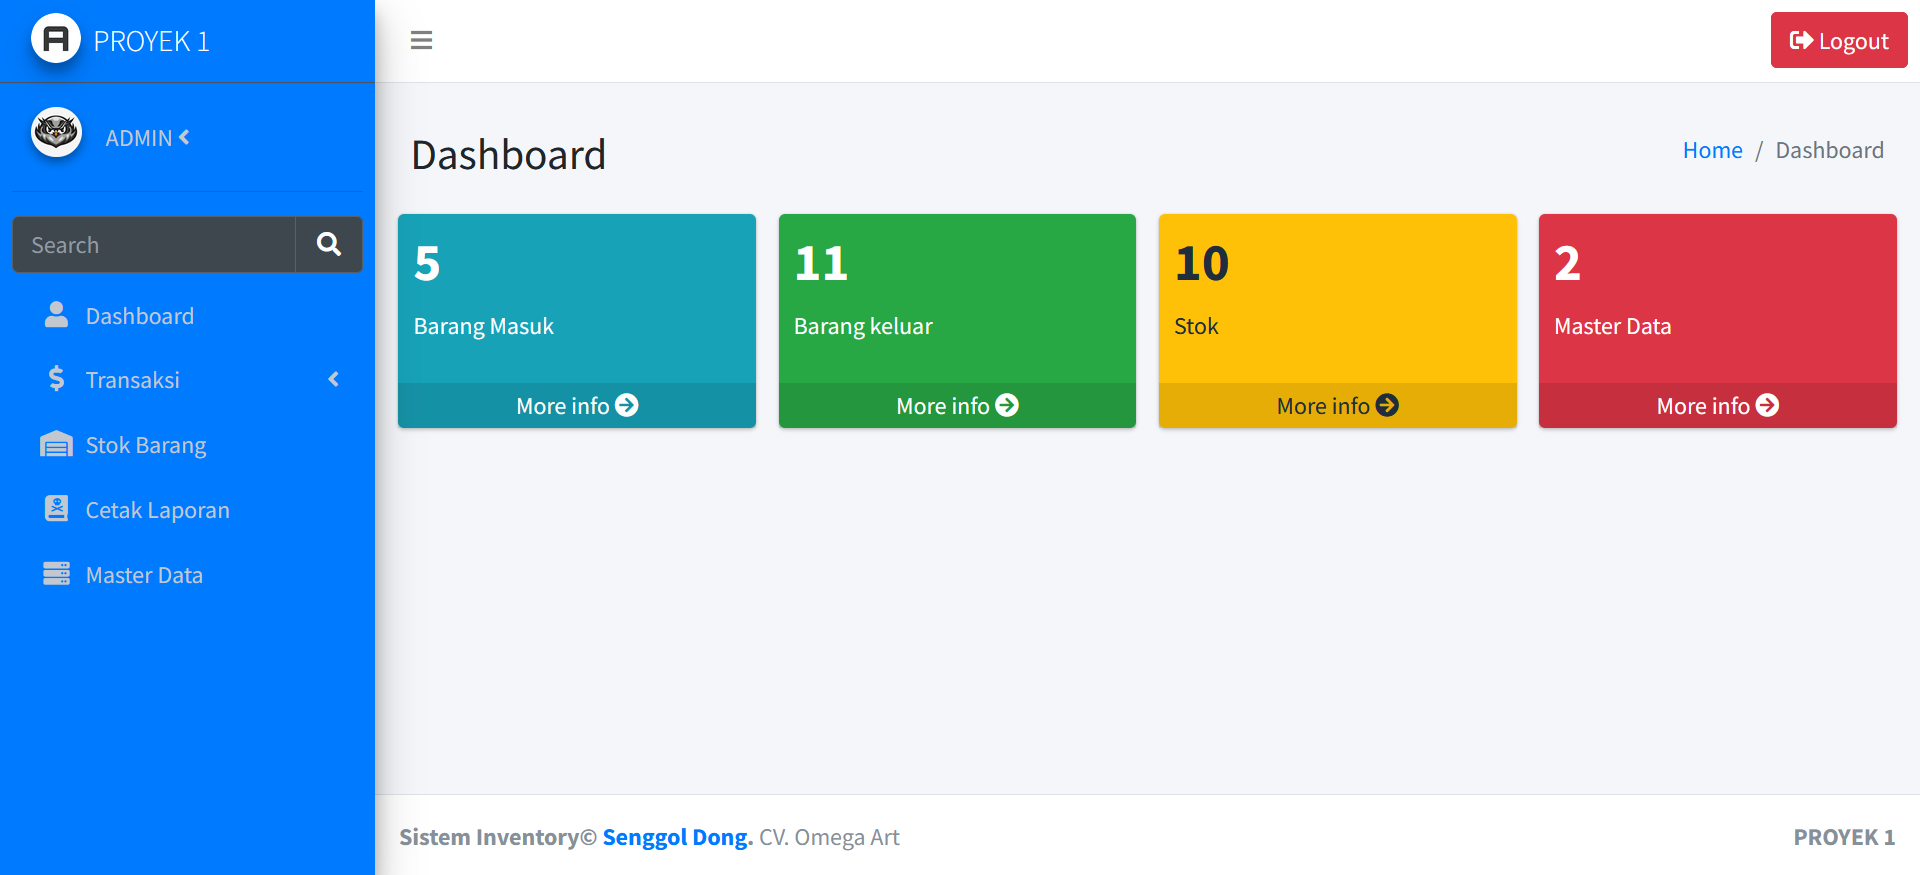 PROYEK 1
Logout
ADMIN
Dashboard
Home / Dashboard
Search
Dashboard
Transaksi
Stok Barang
Cetak Laporan
Master Data
5
Barang Masuk
More info
11
Barang keluar
More info
10
Stok
More info
2
Master Data
More info
Sistem Inventory© Senggol Dong. CV. Omega Art
PROYEK 1